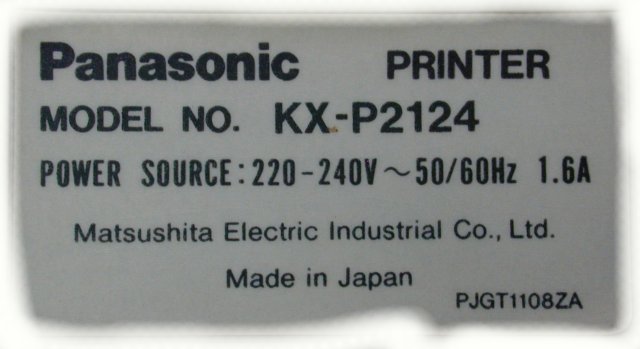 Panasonic PRINTER
MODEL NO. KX-P2124
POWER SOURCE: 220-240V~50/60Hz 1.6A
Matsushita Electric Industrial Co., Ltd.
Made in Japan
PJGT1108ZA